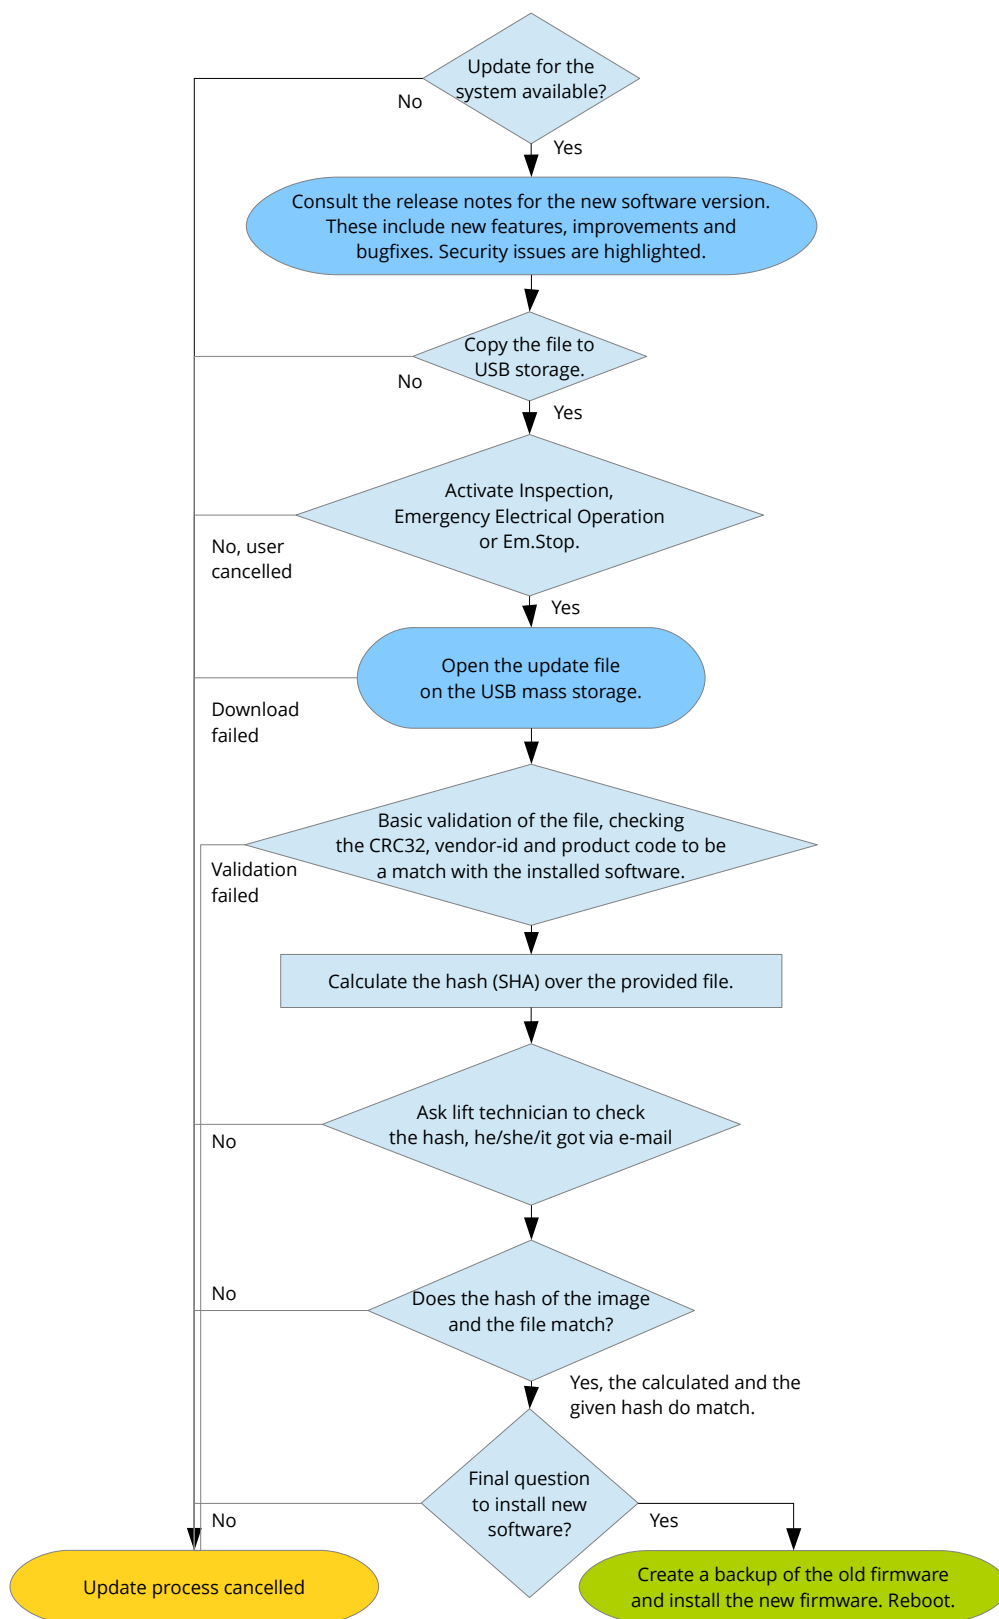 Update for the
system available?
No
Yes
Consult the release notes for the new software version.
These include new features, improvements and
bugfixes. Security issues are highlighted.
Copy the file to
USB storage.
No
Yes
Activate Inspection,
Emergency Electrical Operation
or Em.Stop.
No, user
cancelled
Yes
Open the update file
on the USB mass storage.
Download
failed
Basic validation of the file, checking
the CRC32, vendor-id and product code to be
a match with the installed software.
Validation
failed
Calculate the hash (SHA) over the provided file.
Ask lift technician to check
the hash, he/she/it got via e-mail
No
No
Does the hash of the image
and the file match?
Yes, the calculated and the
given hash do match.
Final question
to install new
software?
No
Yes
Update process cancelled
Create a backup of the old firmware
and install the new firmware. Reboot.